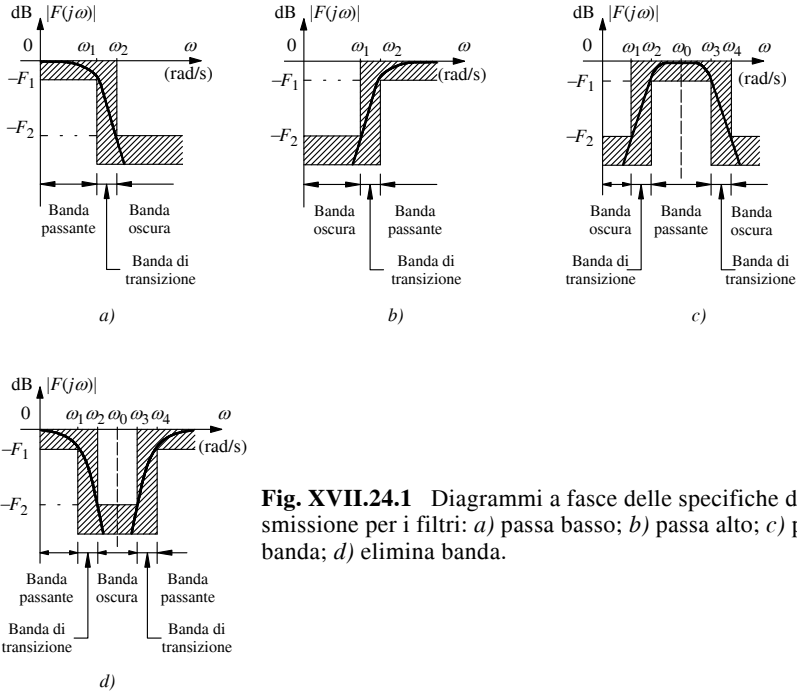 dB |F(jω)|
0 ω1 ω2 ω
(rad/s)
–F1
–F2
Banda passante
Banda oscura
Banda di transizione
a)
dB |F(jω)|
0 ω1 ω2 ω
(rad/s)
–F1
–F2
Banda oscura
Banda passante
Banda di transizione
b)
dB |F(jω)|
0 ω1 ω2 ω0 ω3 ω4 ω
–F1
–F2
Banda oscura
Banda passante
Banda oscura
Banda di transizione
Banda di transizione
c)
dB |F(jω)|
0 ω1 ω2 ω0 ω3 ω4 ω
(rad/s)
–F1
–F2
Banda passante
Banda oscura
Banda passante
Banda di transizione
Banda di transizione
d)
Fig. XVII.24.1 Diagrammi a fasce delle specifiche d
smissione per i filtri: a) passa basso; b) passa alto; c) p
banda; d) elimina banda.